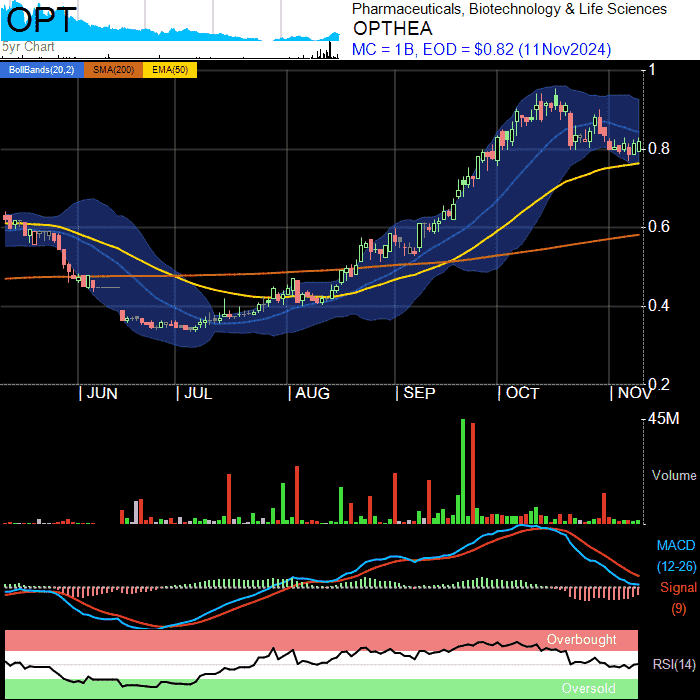 OPT
5yr Chart
Pharmaceuticals, Biotechnology & Life Sciences
OPTHEA
MC = 1B, EOD = $0.82 (11Nov2024)
BollBands(20,2) SMA(200) EMA(50)
1
0.8
0.6
0.4
0.2
JUN JUL AUG SEP OCT NOV
45M
Volume
MACD
(12-26)
Signal
(9)
Overbought
RSI(14)
Oversold